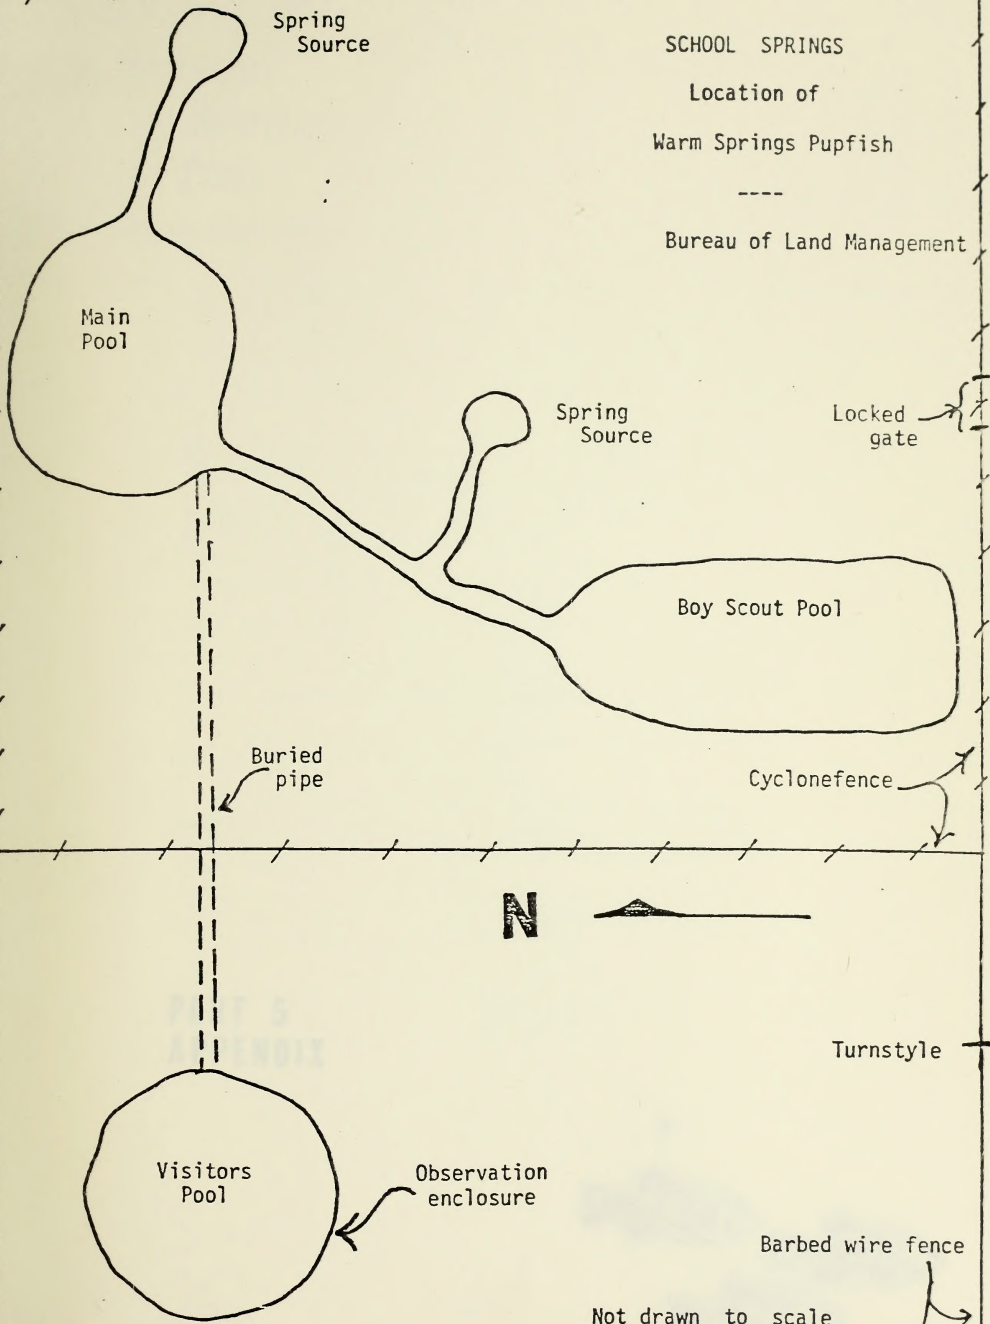 Spring
Source
SCHOOL SPRINGS
Location of
Warm Springs Pupfish
----
Bureau of Land Management
Main
Pool
Spring
Source
Locked
gate
Boy Scout Pool
Buried
pipe
Cyclonefence
N
PART 5
APPENDIX
Turnstyle
Visitors
Pool
Observation
enclosure
Barbed wire fence
Not drawn to scale